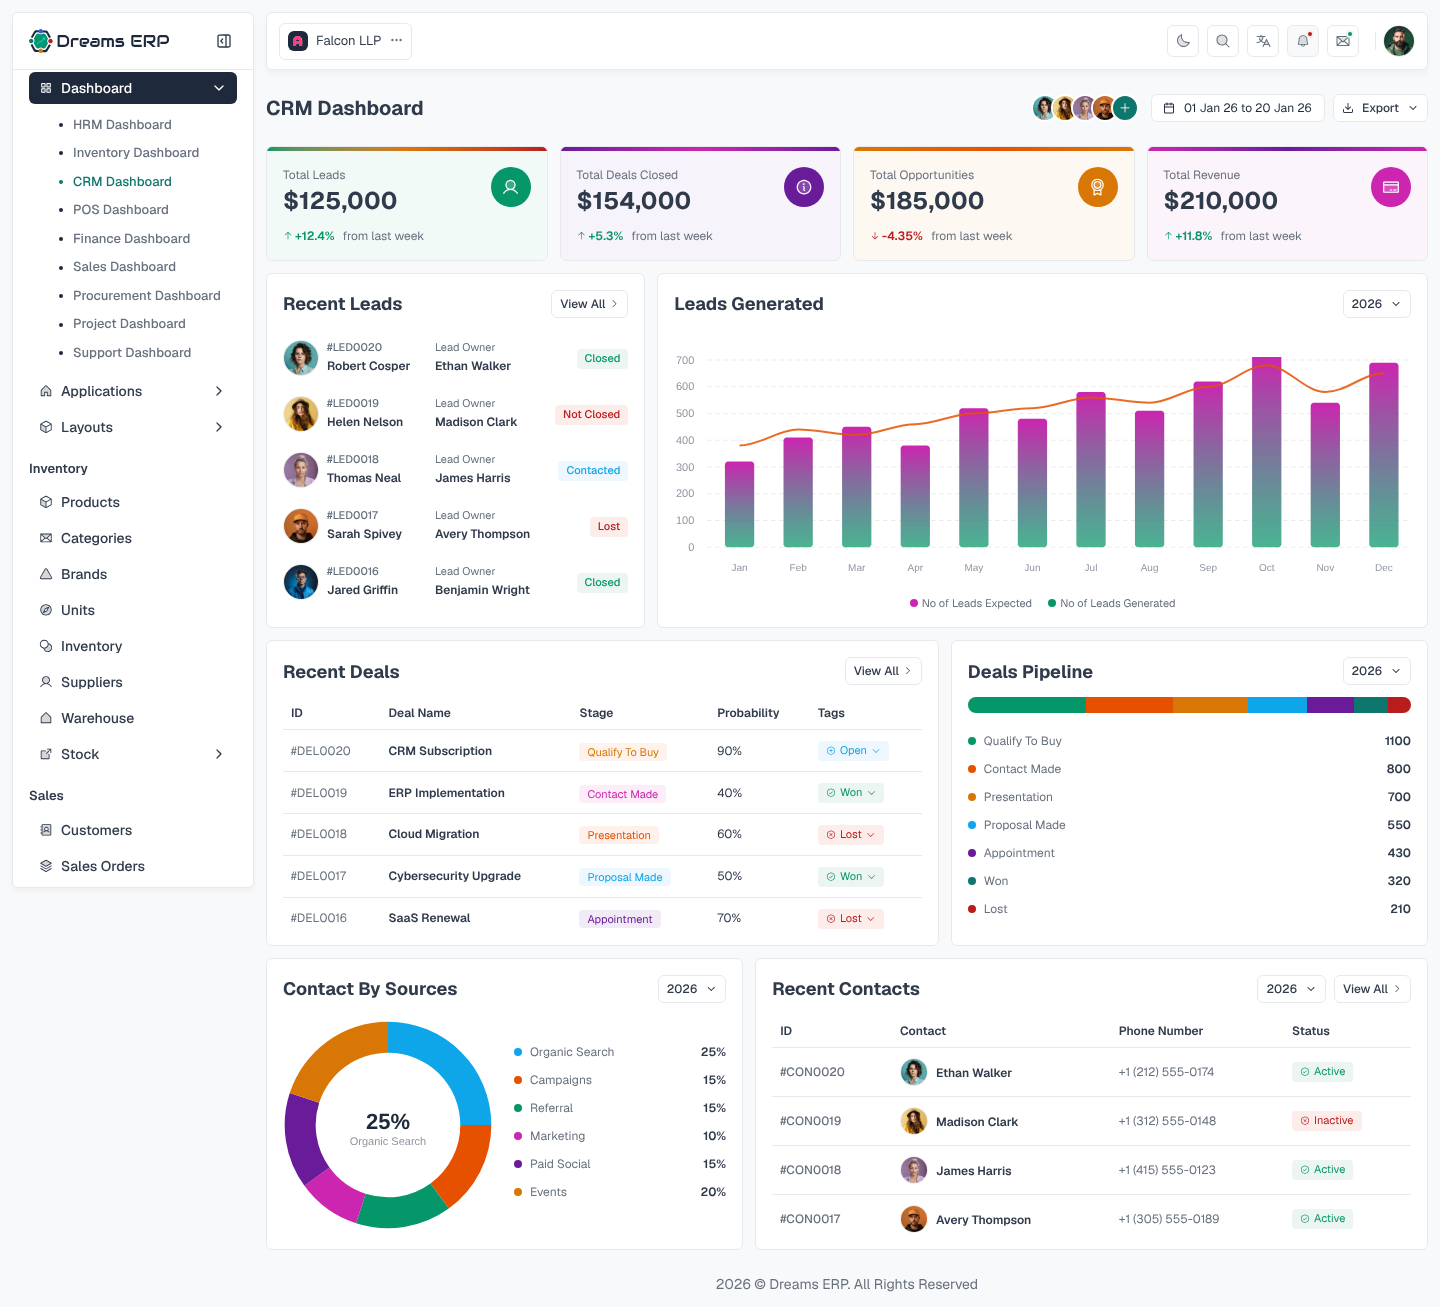 Dreams ERP
Dashboard
HRM Dashboard
Inventory Dashboard
CRM Dashboard
POS Dashboard
Finance Dashboard
Sales Dashboard
Procurement Dashboard
Project Dashboard
Support Dashboard
Applications
Layouts
Inventory
Products
Categories
Brands
Units
Inventory
Suppliers
Warehouse
Stock
Sales
Customers
Sales Orders
Falcon LLP
CRM Dashboard
01 Jan 26 to 20 Jan 26
Export
Total Leads
$125,000
+12.4% from last week
Total Deals Closed
$154,000
+5.3% from last week
Total Opportunities
$185,000
-4.35% from last week
Total Revenue
$210,000
+11.8% from last week
Recent Leads
View All
#LED0020 Lead Owner
Robert Cosper Ethan Walker Closed
#LED0019 Lead Owner
Helen Nelson Madison Clark Not Closed
#LED0018 Lead Owner
Thomas Neal James Harris Contacted
#LED0017 Lead Owner
Sarah Spivey Avery Thompson Lost
#LED0016 Lead Owner
Jared Griffin Benjamin Wright Closed
Leads Generated
2026
700
600
500
400
300
200
100
0
Jan Feb Mar Apr May Jun Jul Aug Sep Oct Nov Dec
No of Leads Expected No of Leads Generated
Recent Deals
View All
ID Deal Name Stage Probability Tags
#DEL0020 CRM Subscription Qualify To Buy 90% Open
#DEL0019 ERP Implementation Contact Made 40% Won
#DEL0018 Cloud Migration Presentation 60% Lost
#DEL0017 Cybersecurity Upgrade Proposal Made 50% Won
#DEL0016 SaaS Renewal Appointment 70% Lost
Deals Pipeline
2026
Qualify To Buy 1100
Contact Made 800
Presentation 700
Proposal Made 550
Appointment 430
Won 320
Lost 210
Contact By Sources
2026
25%
Organic Search
Organic Search 25%
Campaigns 15%
Referral 15%
Marketing 10%
Paid Social 15%
Events 20%
Recent Contacts
2026
View All
ID Contact Phone Number Status
#CON0020 Ethan Walker +1 (212) 555-0174 Active
#CON0019 Madison Clark +1 (312) 555-0148 Inactive
#CON0018 James Harris +1 (415) 555-0123 Active
#CON0017 Avery Thompson +1 (305) 555-0189 Active
2026 © Dreams ERP. All Rights Reserved